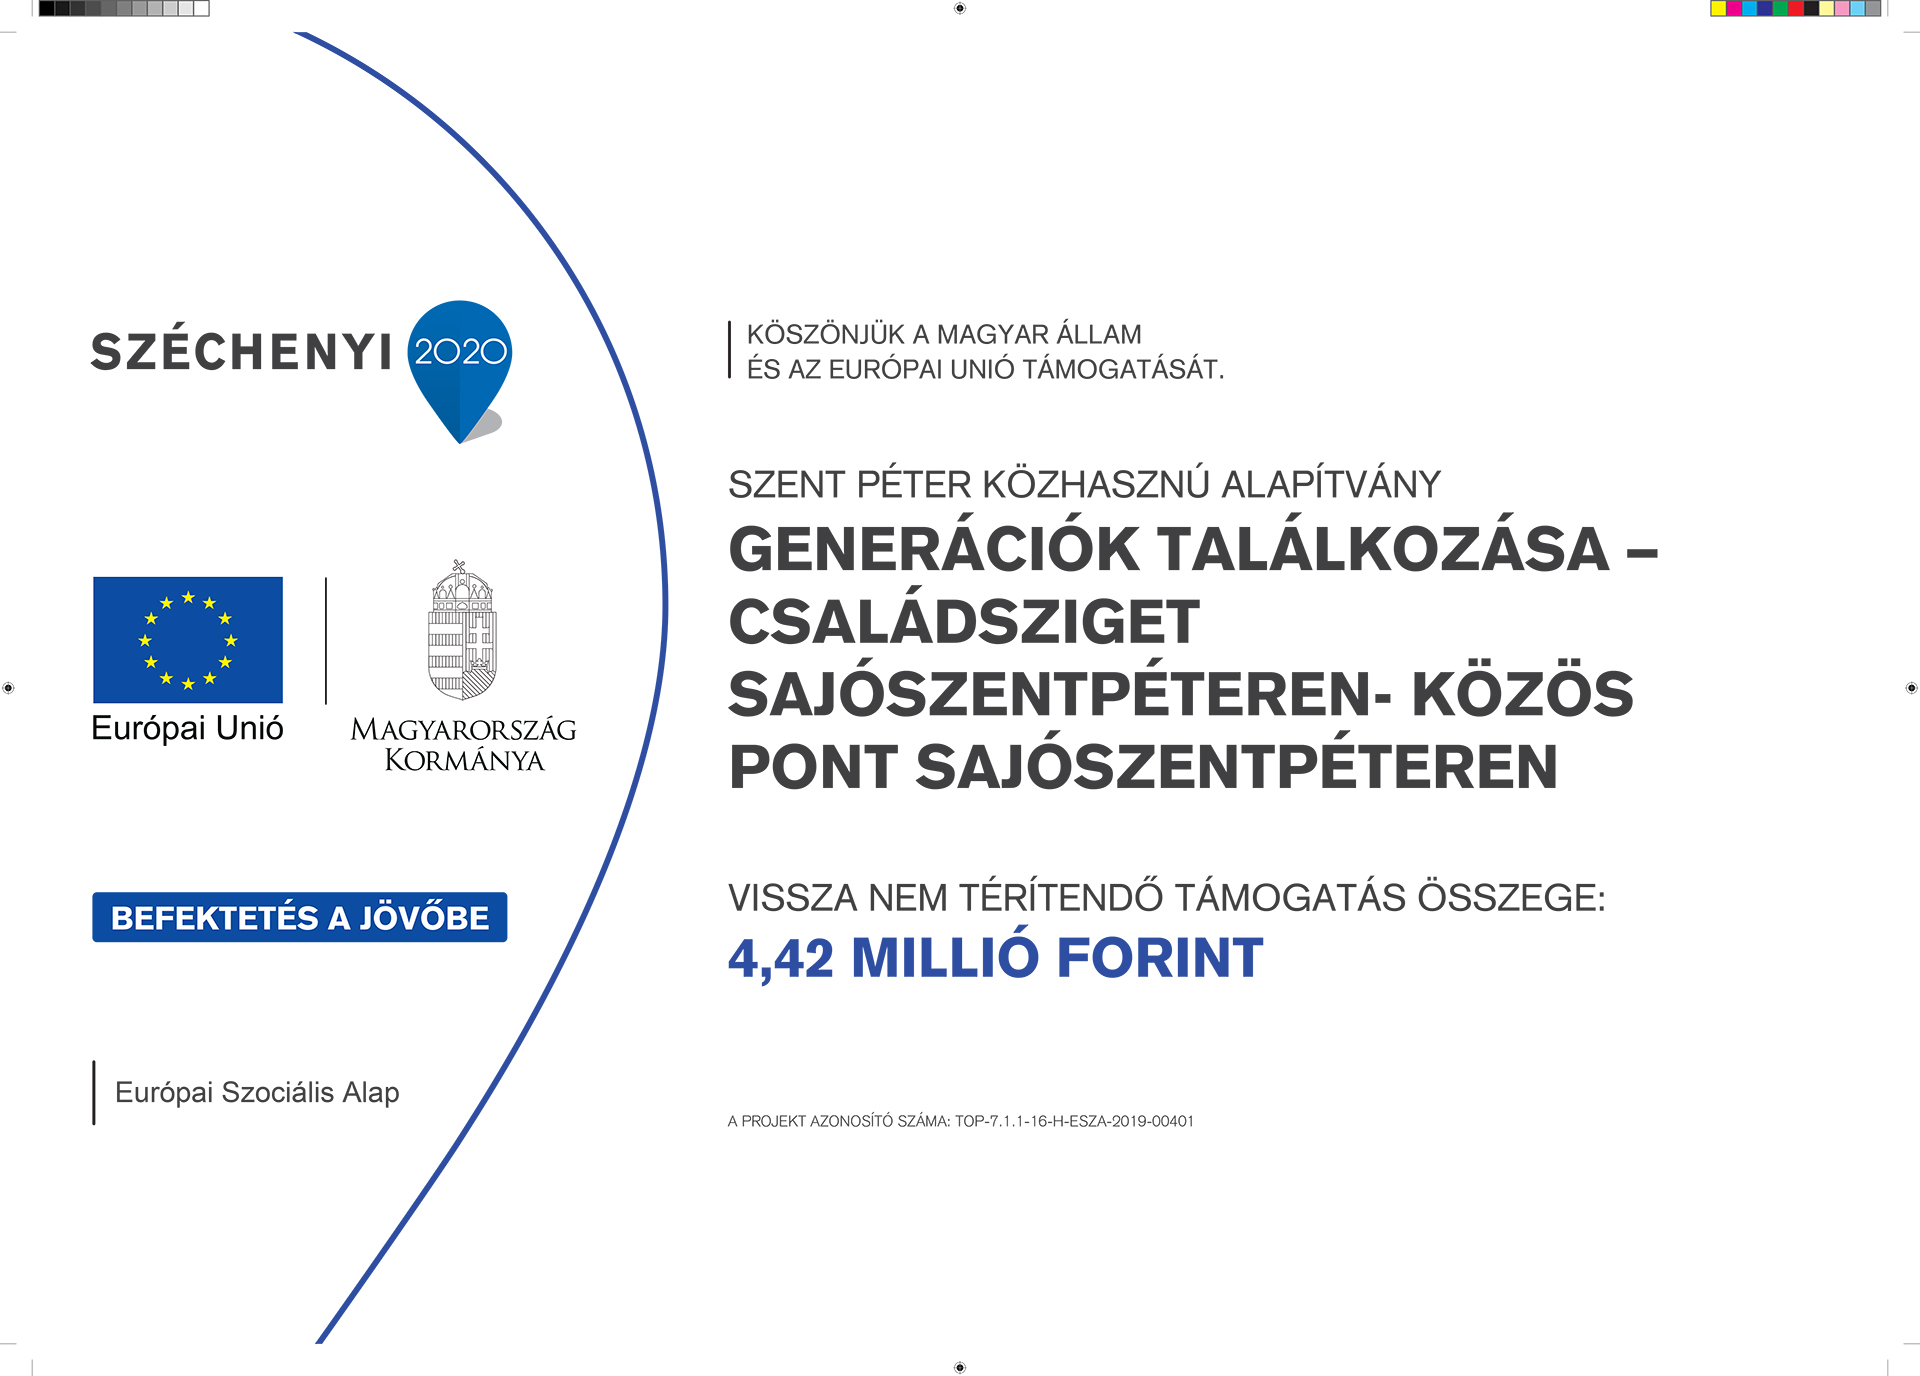 SZÉCHENYI 2020
Európai Unió
MAGYARORSZÁG
KORMÁNYA
BEFEKTETÉS A JÖVŐBE
Európai Szociális Alap
KÖSZÖNJÜK A MAGYAR ÁLLAM
ÉS AZ EURÓPAI UNIÓ TÁMOGATÁSÁT.
SZENT PÉTER KÖZHASZNÚ ALAPÍTVÁNY
GENERÁCIÓK TALÁLKOZÁSA –
CSALÁDSZIGET
SAJÓSZENTPÉTEREN- KÖZÖS
PONT SAJÓSZENTPÉTEREN
VISSZA NEM TÉRÍTENDŐ TÁMOGATÁS ÖSSZEGE:
4,42 MILLIÓ FORINT
A PROJEKT AZONOSÍTÓ SZÁMA: TOP-7.1.1-16-H-ESZA-2019-00401